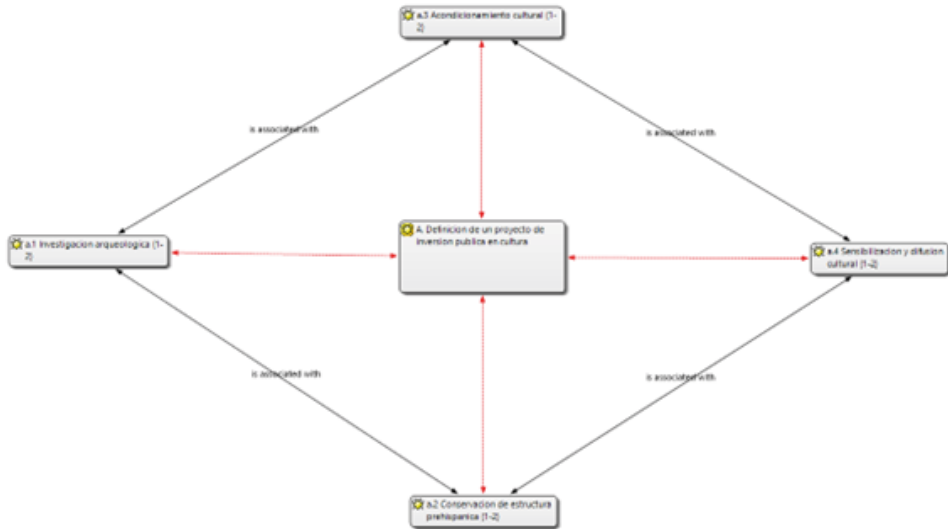 a.3 Acondicionamiento cultural {1-
2}
is associated with
is associated with
a.1 Investigacion arqueologica {1-
2}
A. Definicion de un proyecto de
inversion publica en cultura
a.4 Sensibilizacion y difusion
cultural {1-2}
is associated with
is associated with
a.2 Conservacion de estructura
prehispanica {1-2}